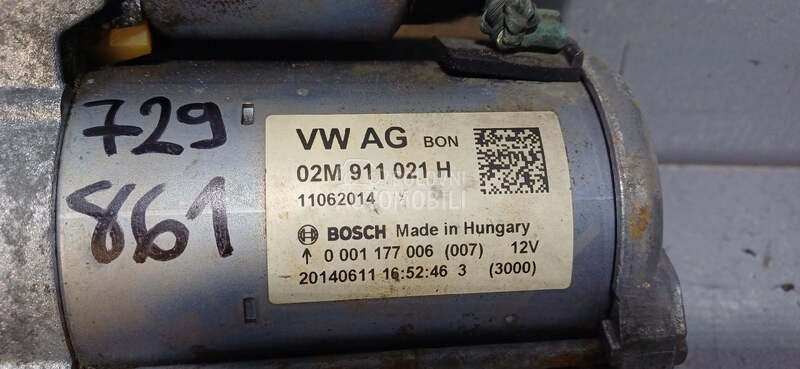 729
861
VW AG BON
02M 911 021 H
11062014
BOSCH Made in Hungary
↑ 0 001 177 006 (007) 12V
20140611 16:52:46 3 (3000)